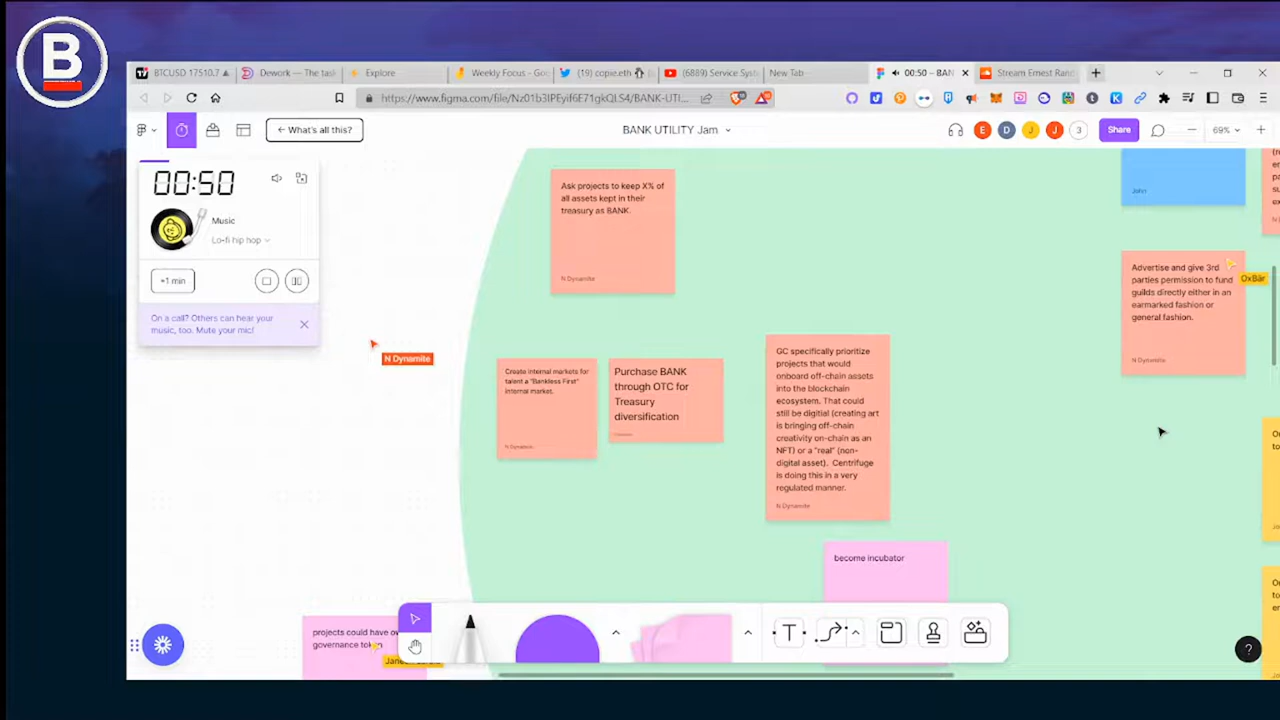 B
BTCUSD 17510.7
Dework — The task
Explore
Weekly Focus - Goo
(19) copie.eth
(6889) Service Syst
New Tab
00:50 – BAN
Stream Ernest Ranc
https://www.figma.com/file/Nz01b3IPEyif6E71gkQLS4/BANK-UTI...
← What's all this?
BANK UTILITY Jam
E
D
J
J
3
Share
69%
00:50
Music
Lo-fi hip hop
+1 min
On a call? Others can hear your
music, too. Mute your mic!
N Dynamite
Ask projects to keep X% of
all assets kept in their
treasury as BANK.
N Dynamite
John
Advertise and give 3rd
parties permission to fund
guilds directly either in an
earmarked fashion or
general fashion.
N Dynamite
OxBär
Create internal markets for
talent a "Bankless First"
internal market.
N Dynamite
Purchase BANK
through OTC for
Treasury
diversification
GC specifically prioritize
projects that would
onboard off-chain assets
into the blockchain
ecosystem. That could
still be digitial (creating art
is bringing off-chain
creativity on-chain as an
NFT) or a "real" (non-
digital asset). Centrifuge
is doing this in a very
regulated manner.
N Dynamite
become incubator
projects could have ow
governance token
T
?